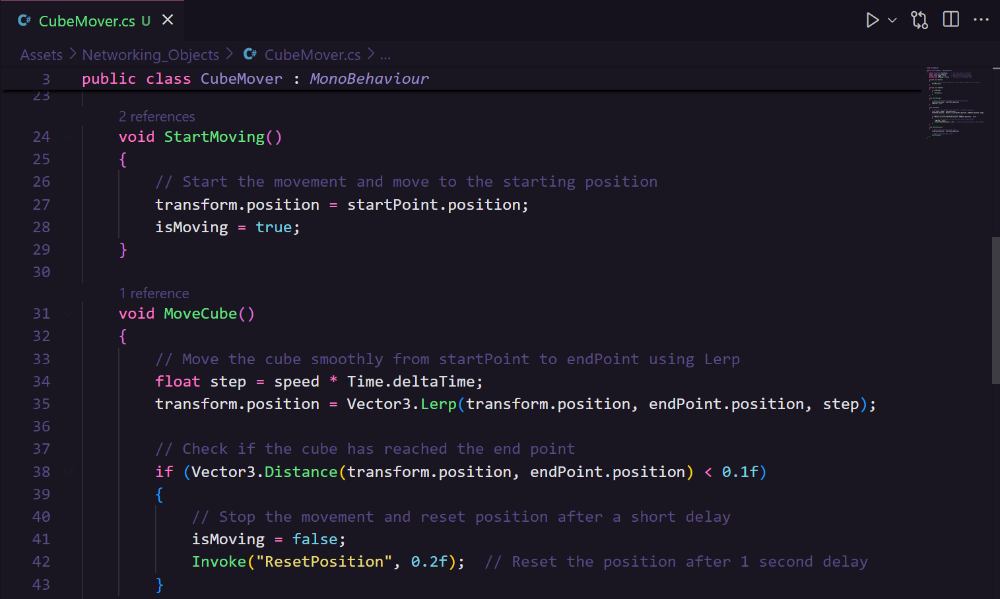 C# CubeMover.cs U
Assets > Networking_Objects > C# CubeMover.cs > ...
3 public class CubeMover : MonoBehaviour
23
2 references
24 void StartMoving()
25 {
26 // Start the movement and move to the starting position
27 transform.position = startPoint.position;
28 isMoving = true;
29 }
30
1 reference
31 void MoveCube()
32 {
33 // Move the cube smoothly from startPoint to endPoint using Lerp
34 float step = speed * Time.deltaTime;
35 transform.position = Vector3.Lerp(transform.position, endPoint.position, step);
36
37 // Check if the cube has reached the end point
38 if (Vector3.Distance(transform.position, endPoint.position) < 0.1f)
39 {
40 // Stop the movement and reset position after a short delay
41 isMoving = false;
42 Invoke("ResetPosition", 0.2f);  // Reset the position after 1 second delay
43 }